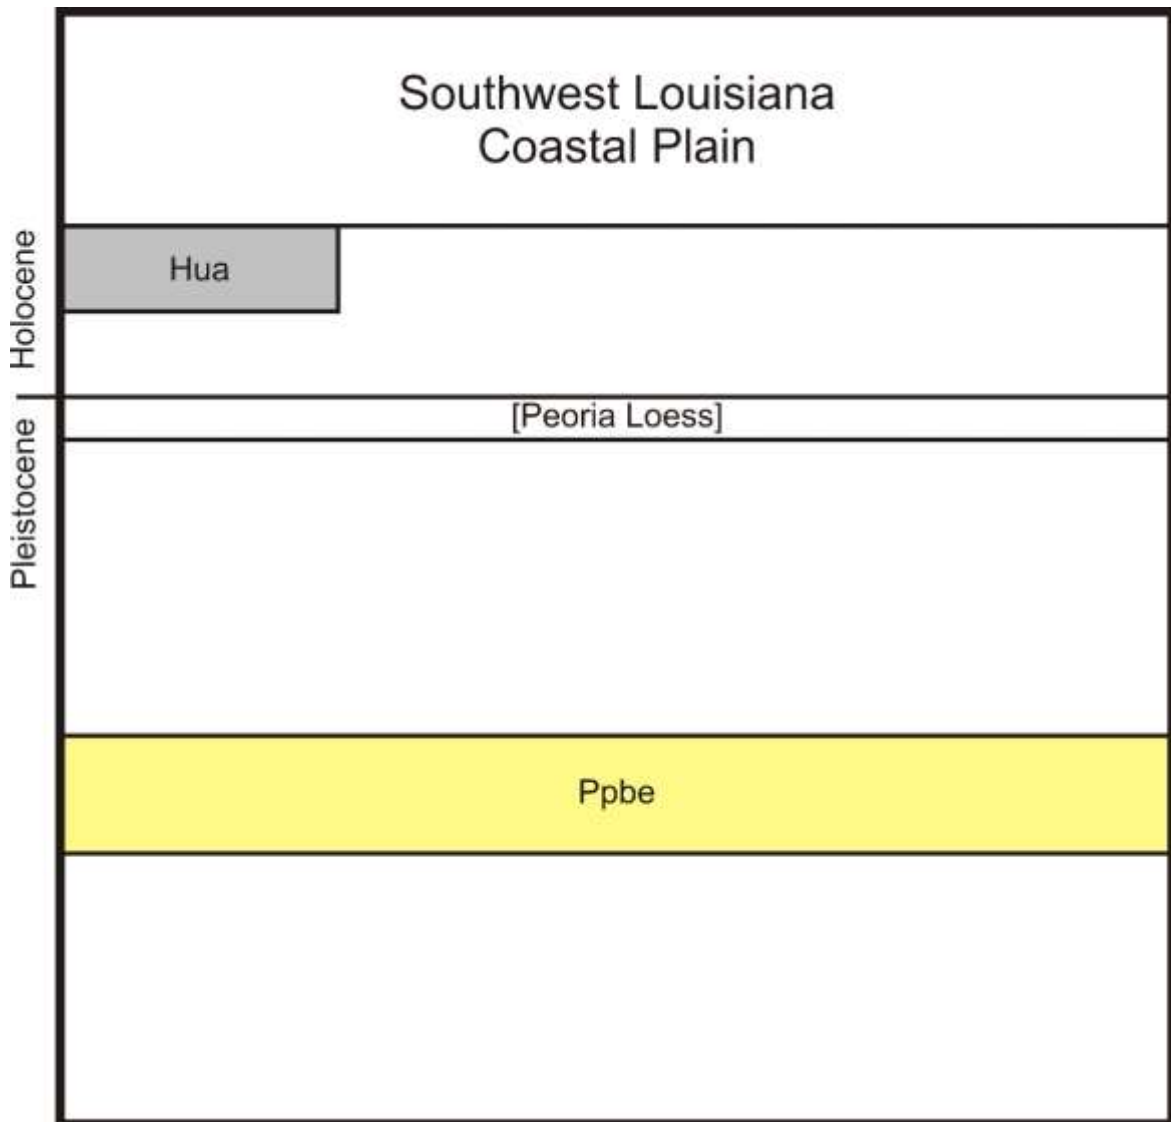 Southwest Louisiana
Coastal Plain
Holocene
Hua
[Peoria Loess]
Pleistocene
Ppbe